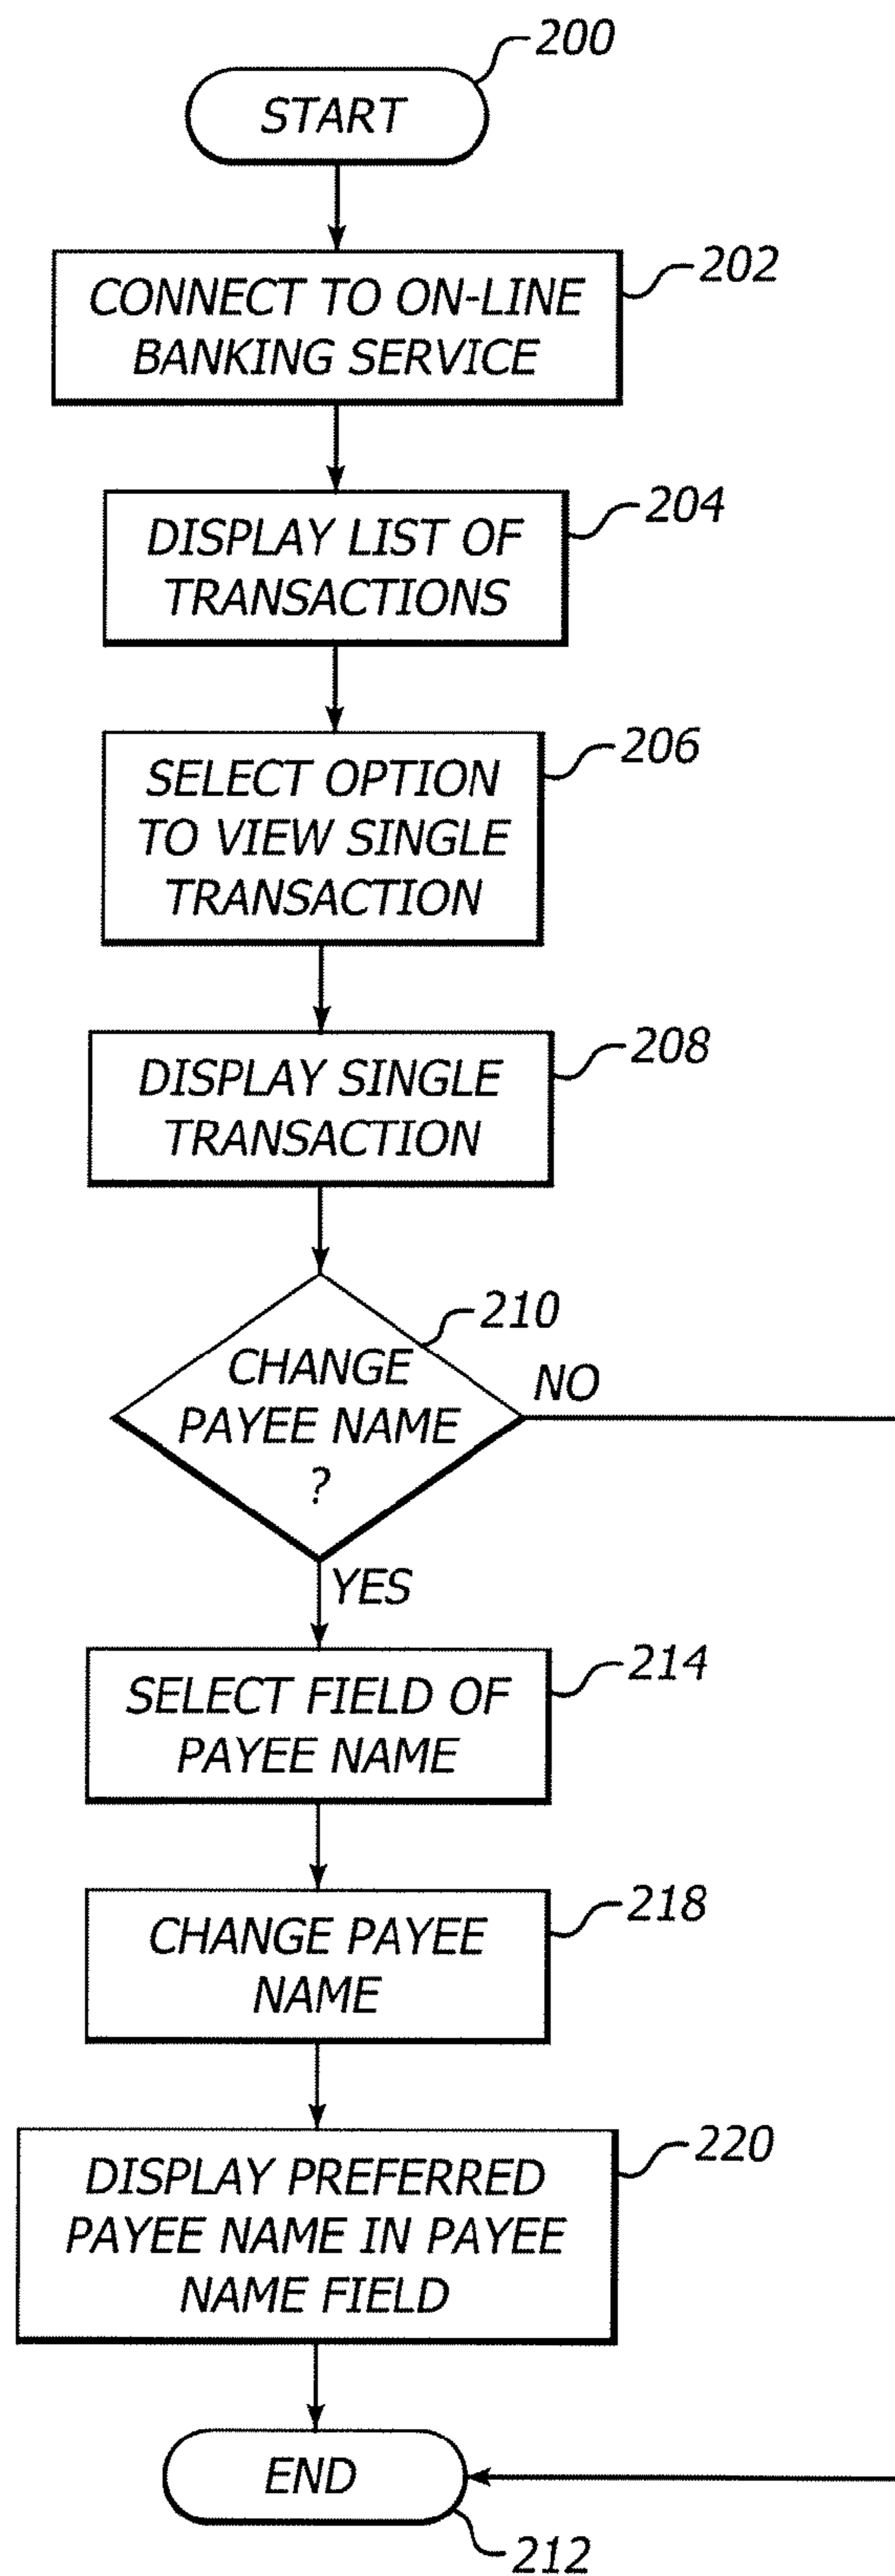 200
START
202
CONNECT TO ON-LINE
BANKING SERVICE
204
DISPLAY LIST OF
TRANSACTIONS
206
SELECT OPTION
TO VIEW SINGLE
TRANSACTION
208
DISPLAY SINGLE
TRANSACTION
210
CHANGE
PAYEE NAME
?
NO
YES
214
SELECT FIELD OF
PAYEE NAME
218
CHANGE PAYEE
NAME
220
DISPLAY PREFERRED
PAYEE NAME IN PAYEE
NAME FIELD
END
212